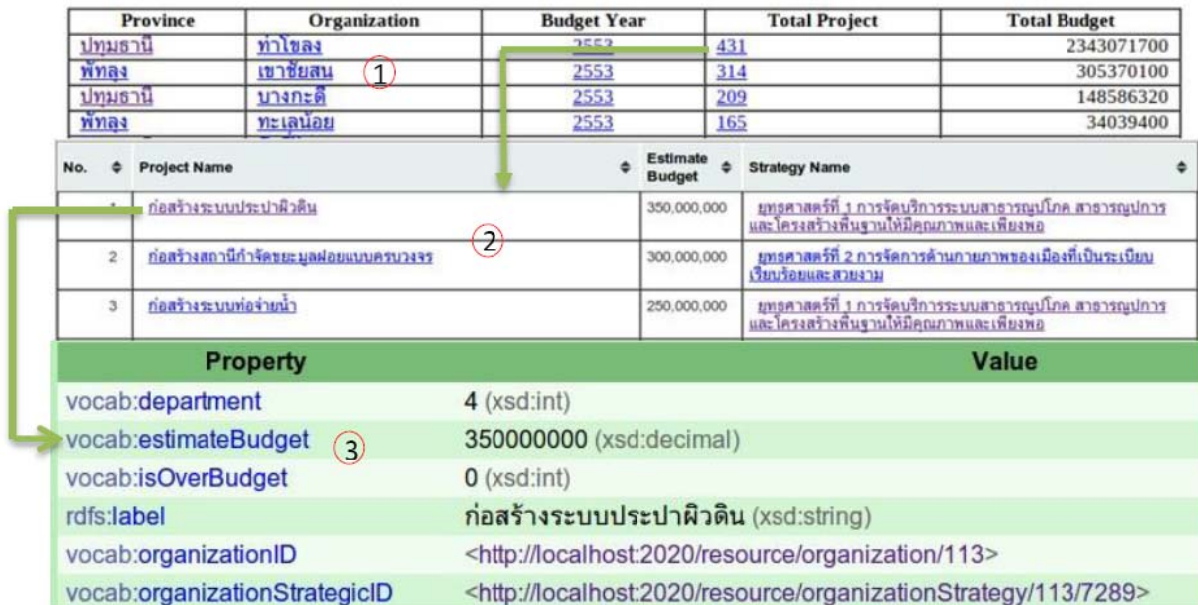 Province Organization Budget Year Total Project Total Budget
ปทุมธานี ท่าโขลง 2553 431 2343071700
พัทลุง เขาชัยสน 1 2553 314 305370100
ปทุมธานี บางกะดี 2553 209 148586320
พัทลุง ทะเลน้อย 2553 165 34039400
No. Project Name Estimate Budget Strategy Name
1 ก่อสร้างระบบประปาผิวดิน 350,000,000 ยุทธศาสตร์ที่ 1 การจัดบริการระบบสาธารณูปโภค สาธารณูปการ
และโครงสร้างพื้นฐานให้มีคุณภาพและเพียงพอ
2
2 ก่อสร้างสถานีกำจัดขยะมูลฝอยแบบครบวงจร 300,000,000 ยุทธศาสตร์ที่ 2 การจัดการด้านกายภาพของเมืองที่เป็นระเบียบ
เรียบร้อยและสวยงาม
3 ก่อสร้างระบบท่อจ่ายน้ำ 250,000,000 ยุทธศาสตร์ที่ 1 การจัดบริการระบบสาธารณูปโภค สาธารณูปการ
และโครงสร้างพื้นฐานให้มีคุณภาพและเพียงพอ
Property Value
vocab:department 4 (xsd:int)
vocab:estimateBudget 3 350000000 (xsd:decimal)
vocab:isOverBudget 0 (xsd:int)
rdfs:label ก่อสร้างระบบประปาผิวดิน (xsd:string)
vocab:organizationID <http://localhost:2020/resource/organization/113>
vocab:organizationStrategicID <http://localhost:2020/resource/organizationStrategy/113/7289>